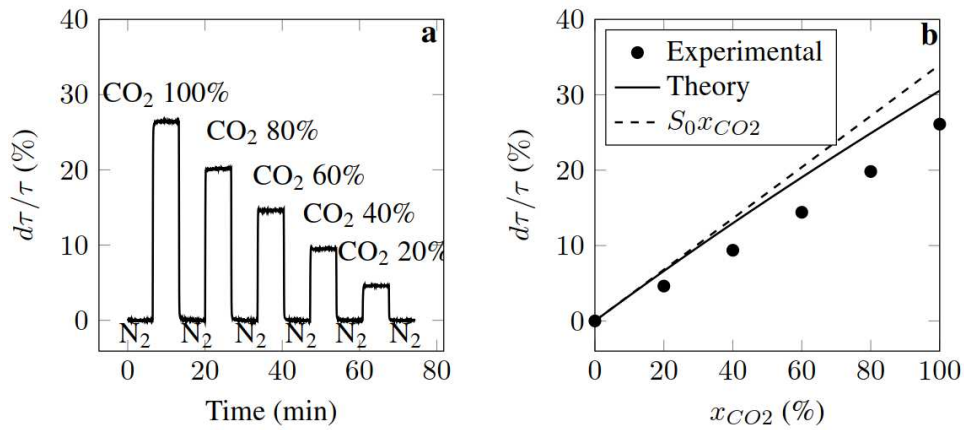 a
40
30
20
10
0
dτ/τ (%)
CO₂ 100%
CO₂ 80%
CO₂ 60%
CO₂ 40%
CO₂ 20%
N₂ N₂ N₂ N₂ N₂ N₂
0 20 40 60 80
Time (min)
b
40
30
20
10
0
dτ/τ (%)
Experimental
Theory
S₀x_CO2
0 20 40 60 80 100
x_CO2 (%)